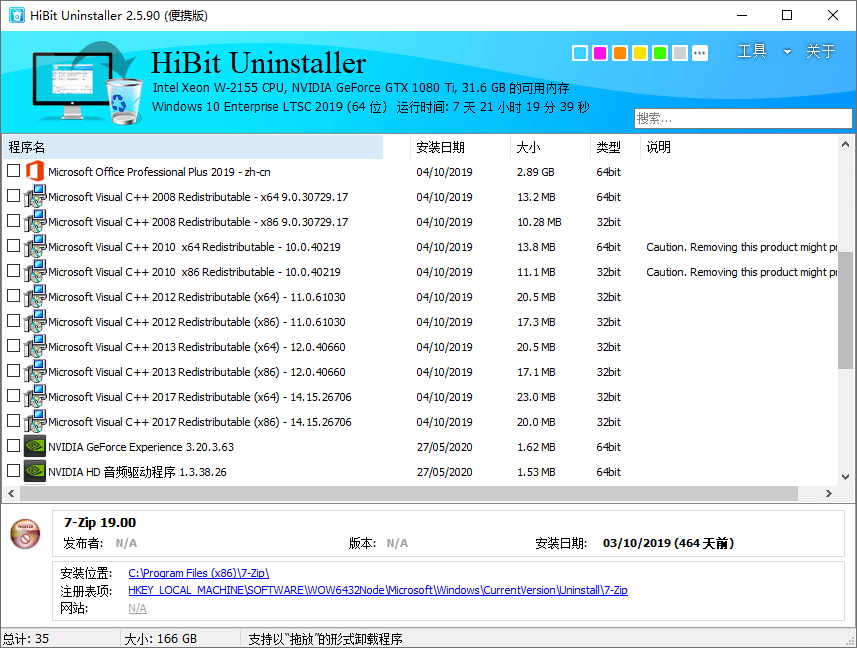 HiBit Uninstaller 2.5.90 (便携版)
HiBit Uninstaller
工具 关于
Intel Xeon W-2155 CPU, NVIDIA GeForce GTX 1080 Ti, 31.6 GB 的可用内存
Windows 10 Enterprise LTSC 2019 (64 位) 运行时间: 7 天 21 小时 19 分 39 秒
搜索...
程序名 安装日期 大小 类型 说明
Microsoft Office Professional Plus 2019 - zh-cn 04/10/2019 2.89 GB 64bit
Microsoft Visual C++ 2008 Redistributable - x64 9.0.30729.17 04/10/2019 13.2 MB 64bit
Microsoft Visual C++ 2008 Redistributable - x86 9.0.30729.17 04/10/2019 10.28 MB 32bit
Microsoft Visual C++ 2010  x64 Redistributable - 10.0.40219 04/10/2019 13.8 MB 64bit Caution. Removing this product might pr
Microsoft Visual C++ 2010  x86 Redistributable - 10.0.40219 04/10/2019 11.1 MB 32bit Caution. Removing this product might pr
Microsoft Visual C++ 2012 Redistributable (x64) - 11.0.61030 04/10/2019 20.5 MB 32bit
Microsoft Visual C++ 2012 Redistributable (x86) - 11.0.61030 04/10/2019 17.3 MB 32bit
Microsoft Visual C++ 2013 Redistributable (x64) - 12.0.40660 04/10/2019 20.5 MB 32bit
Microsoft Visual C++ 2013 Redistributable (x86) - 12.0.40660 04/10/2019 17.1 MB 32bit
Microsoft Visual C++ 2017 Redistributable (x64) - 14.15.26706 04/10/2019 23.0 MB 32bit
Microsoft Visual C++ 2017 Redistributable (x86) - 14.15.26706 04/10/2019 20.0 MB 32bit
NVIDIA GeForce Experience 3.20.3.63 27/05/2020 1.62 MB 64bit
NVIDIA HD 音频驱动程序 1.3.38.26 27/05/2020 1.53 MB 64bit
7-Zip 19.00
发布者: N/A 版本: N/A 安装日期: 03/10/2019 (464 天前)
安装位置: C:\Program Files (x86)\7-Zip\
注册表项: HKEY_LOCAL_MACHINE\SOFTWARE\WOW6432Node\Microsoft\Windows\CurrentVersion\Uninstall\7-Zip
网站: N/A
总计: 35 大小: 166 GB 支持以“拖放”的形式卸载程序